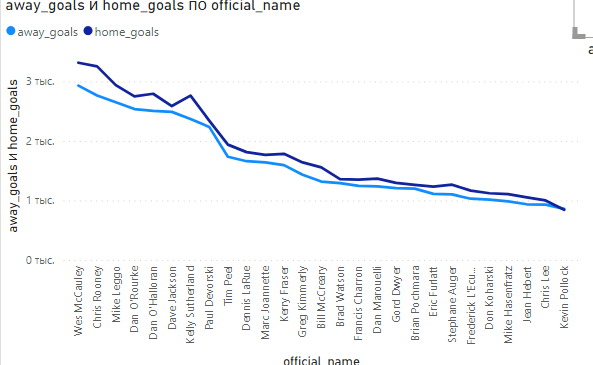 away_goals и home_goals по official_name
away_goals home_goals
away_goals и home_goals
3 тыс.
2 тыс.
1 тыс.
0 тыс.
Wes McCauley
Chris Rooney
Mike Leggo
Dan O'Rourke
Dan O'Halloran
Dave Jackson
Kelly Sutherland
Paul Devorski
Tim Peel
Dennis LaRue
Marc Joannette
Kerry Fraser
Greg Kimmerly
Bill McCreary
Brad Watson
Francis Charron
Dan Marouelli
Gord Dwyer
Brian Pochmara
Eric Furlatt
Stephane Auger
Frederick L'Ecu...
Don Koharski
Mike Hasenfratz
Jean Hebert
Chris Lee
Kevin Pollock
official_name